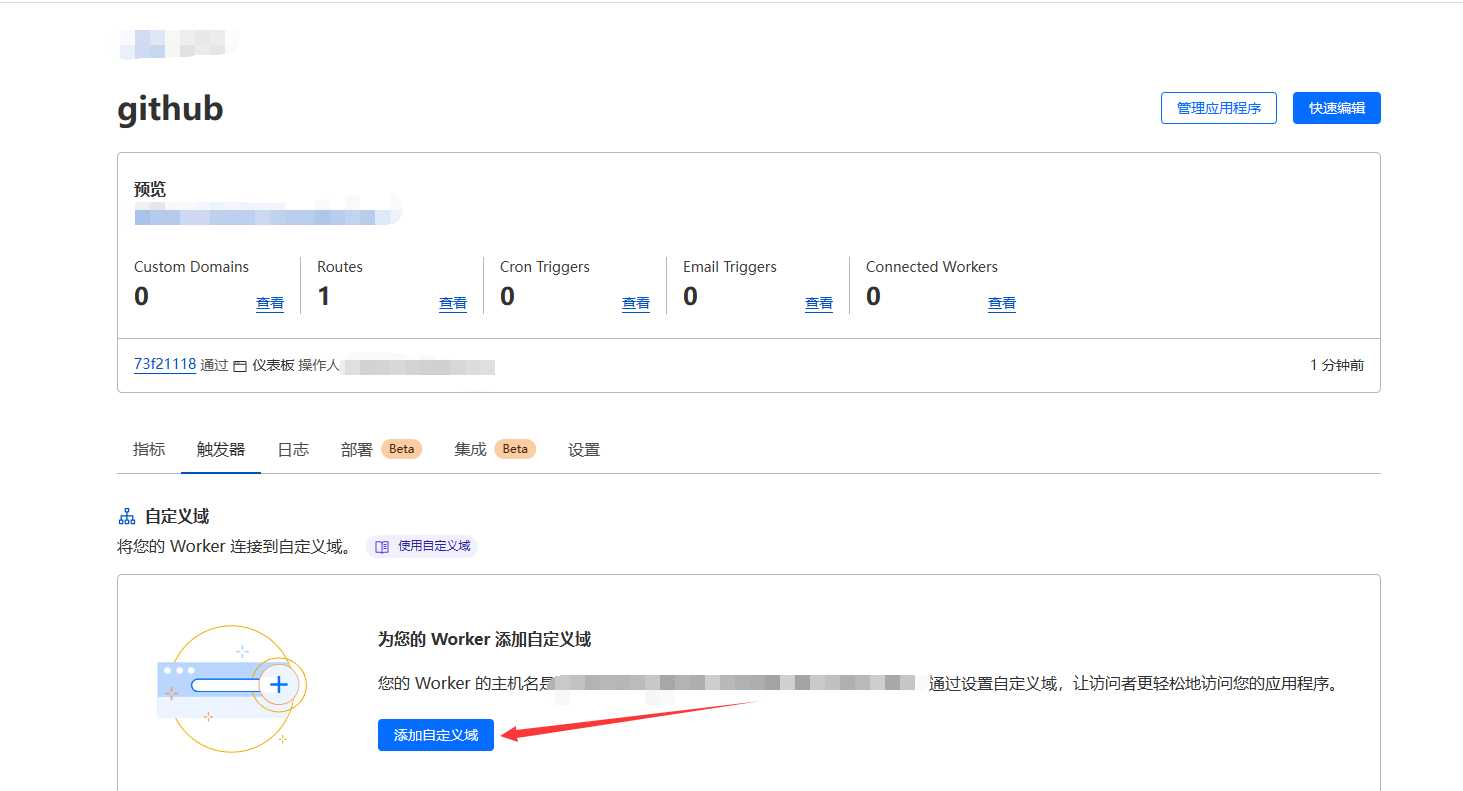 github
管理应用程序
快速编辑
预览
Custom Domains
0
查看
Routes
1
查看
Cron Triggers
0
查看
Email Triggers
0
查看
Connected Workers
0
查看
73f21118 通过 仪表板 操作人
1 分钟前
指标 触发器 日志 部署 Beta 集成 Beta 设置
自定义域
将您的 Worker 连接到自定义域。 使用自定义域
为您的 Worker 添加自定义域
您的 Worker 的主机名是 通过设置自定义域，让访问者更轻松地访问您的应用程序。
添加自定义域